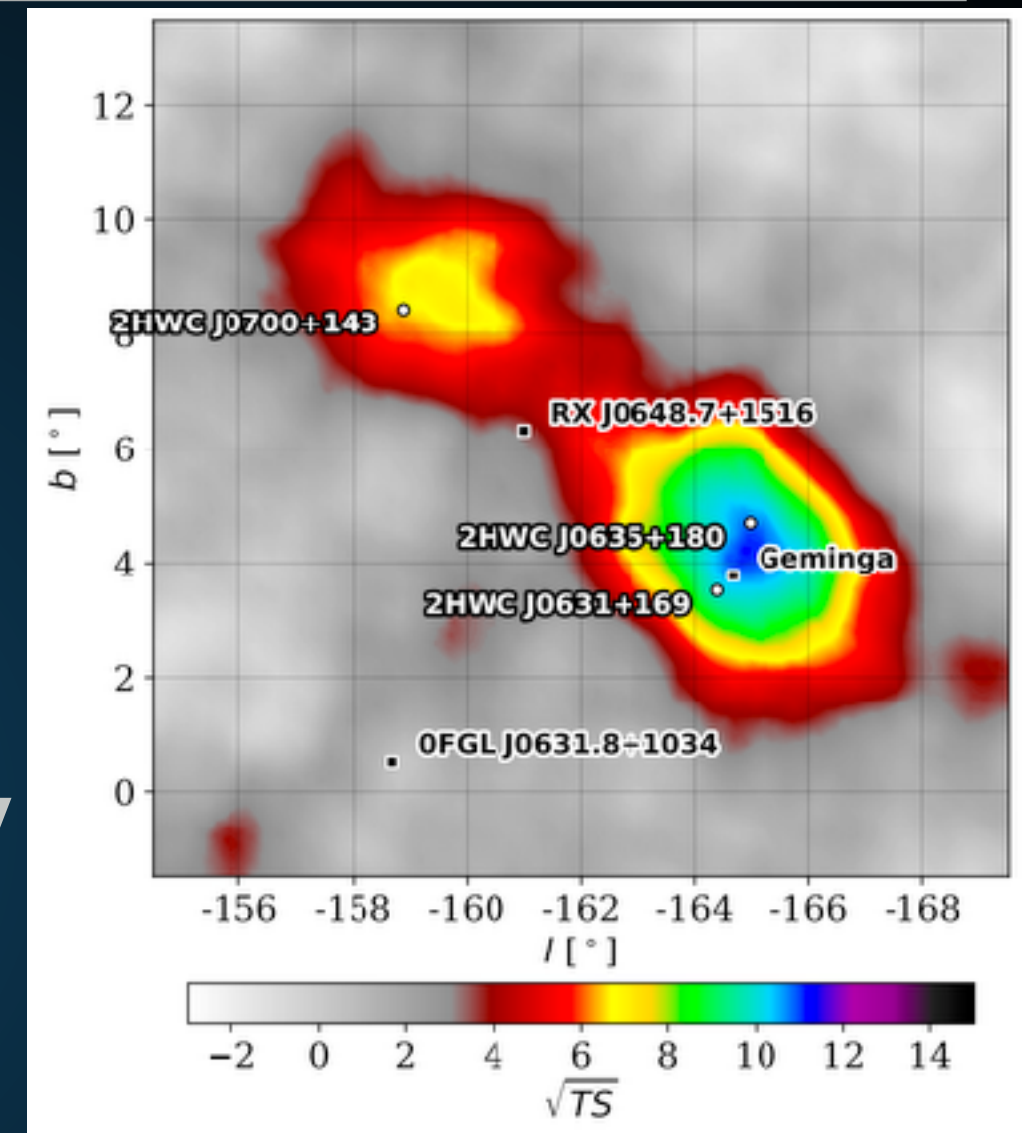 12
10
8
6
4
2
0
b [°]
2HWC J0700+143
RX J0648.7+1516
2HWC J0635+180
Geminga
2HWC J0631+169
0FGL J0631.8+1034
-156 -158 -160 -162 -164 -166 -168
l [°]
−2 0 2 4 6 8 10 12 14
√TS